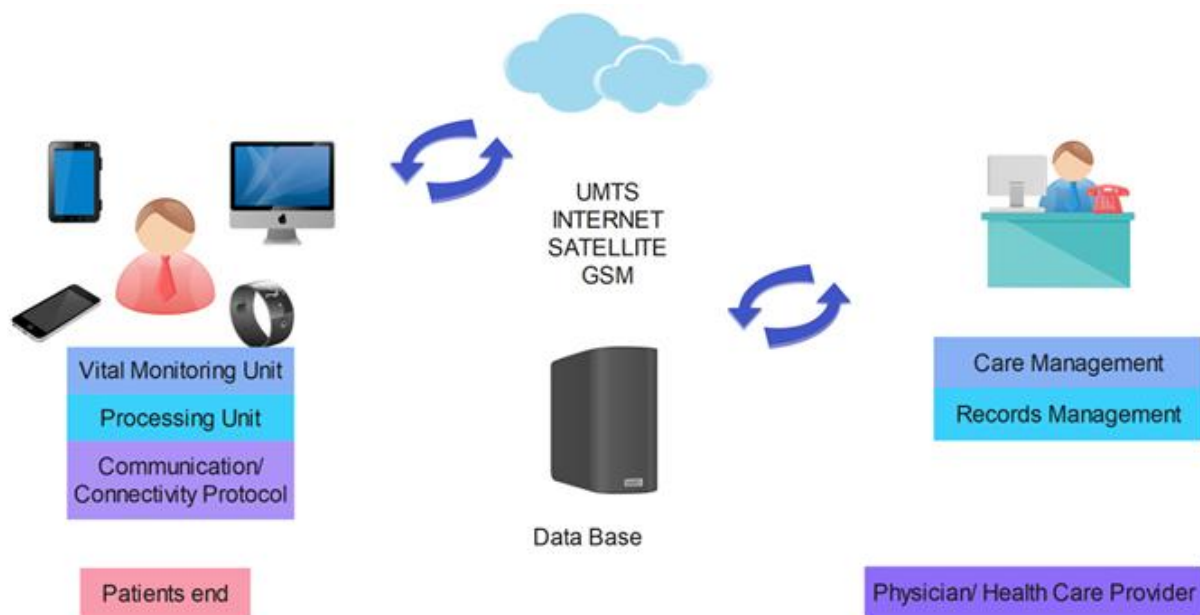 UMTS
INTERNET
SATELLITE
GSM
Vital Monitoring Unit
Processing Unit
Communication/
Connectivity Protocol
Patients end
Data Base
Care Management
Records Management
Physician/ Health Care Provider